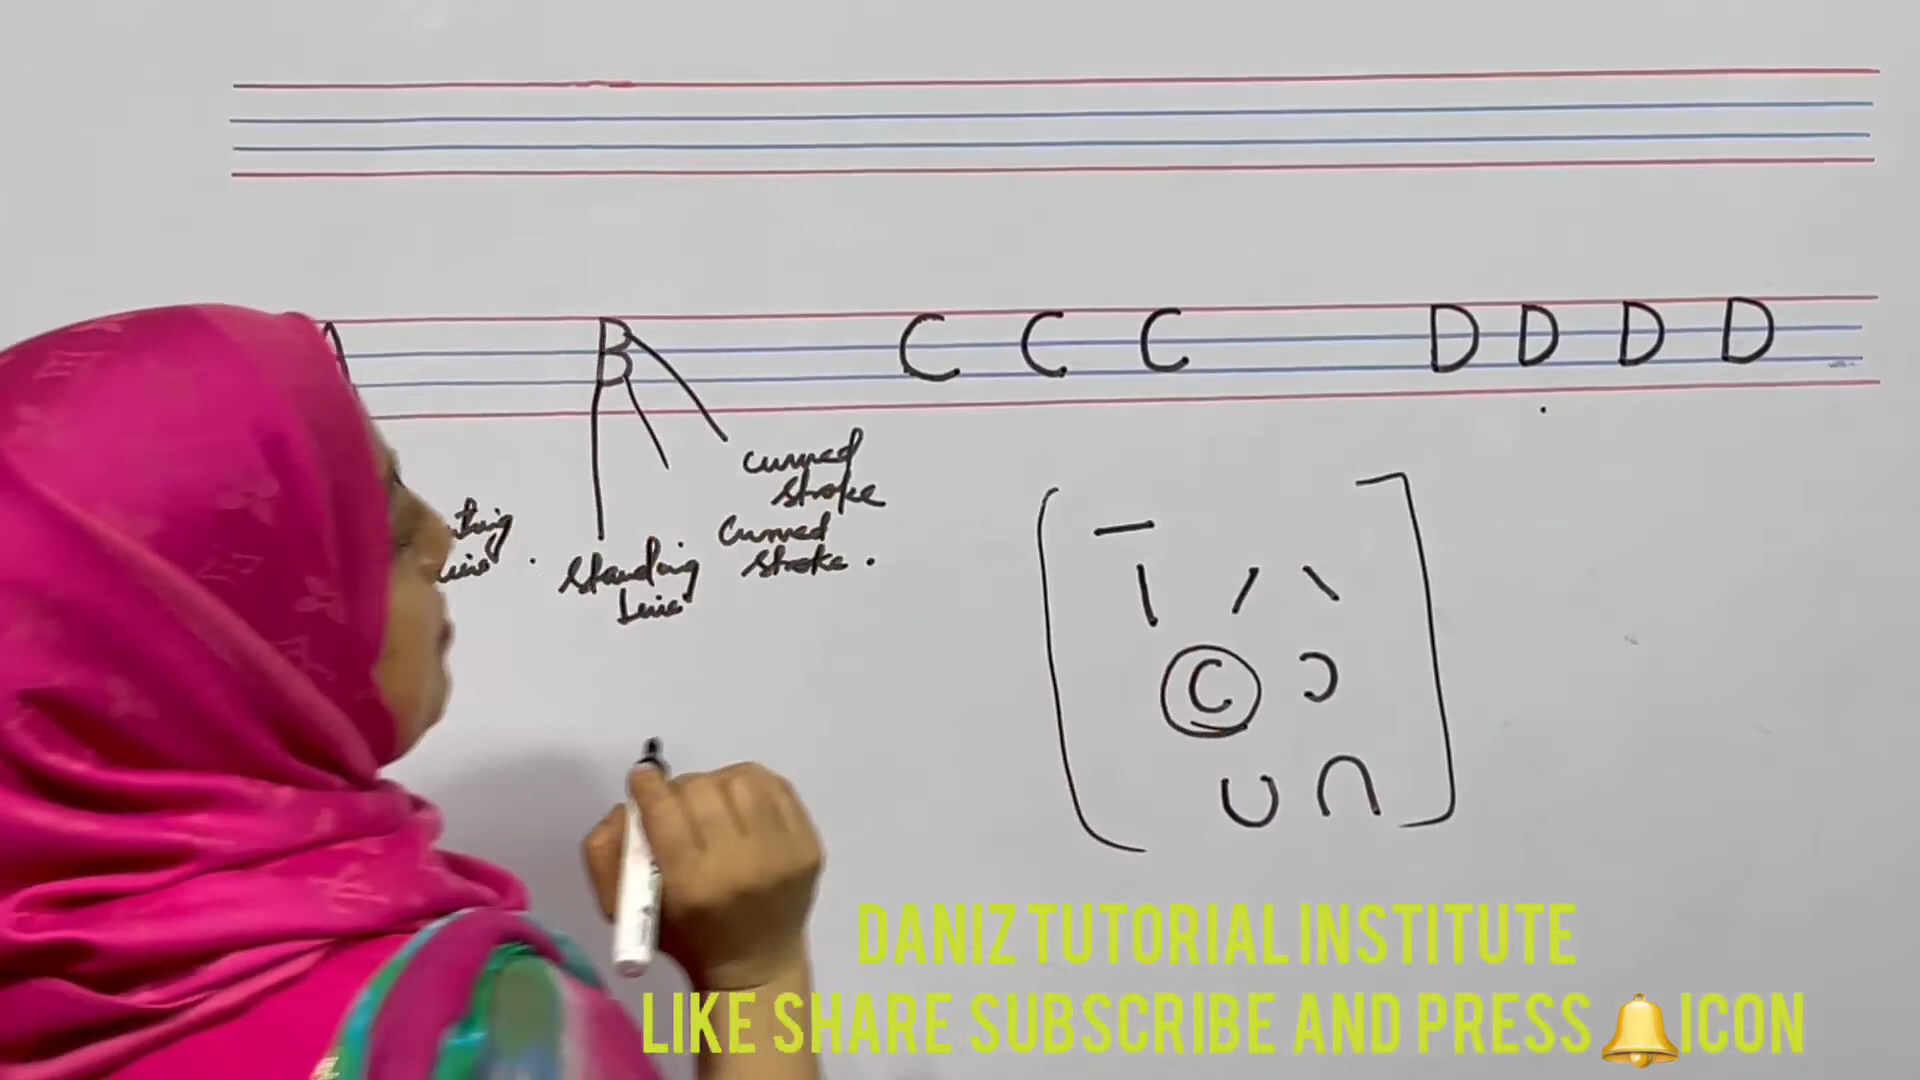 A B C C C D D D D
curved
stroke
Curved
stroke.
Standing
Line
C
DANIZ TUTORIAL INSTITUTE
LIKE SHARE SUBSCRIBE AND PRESS 🔔ICON